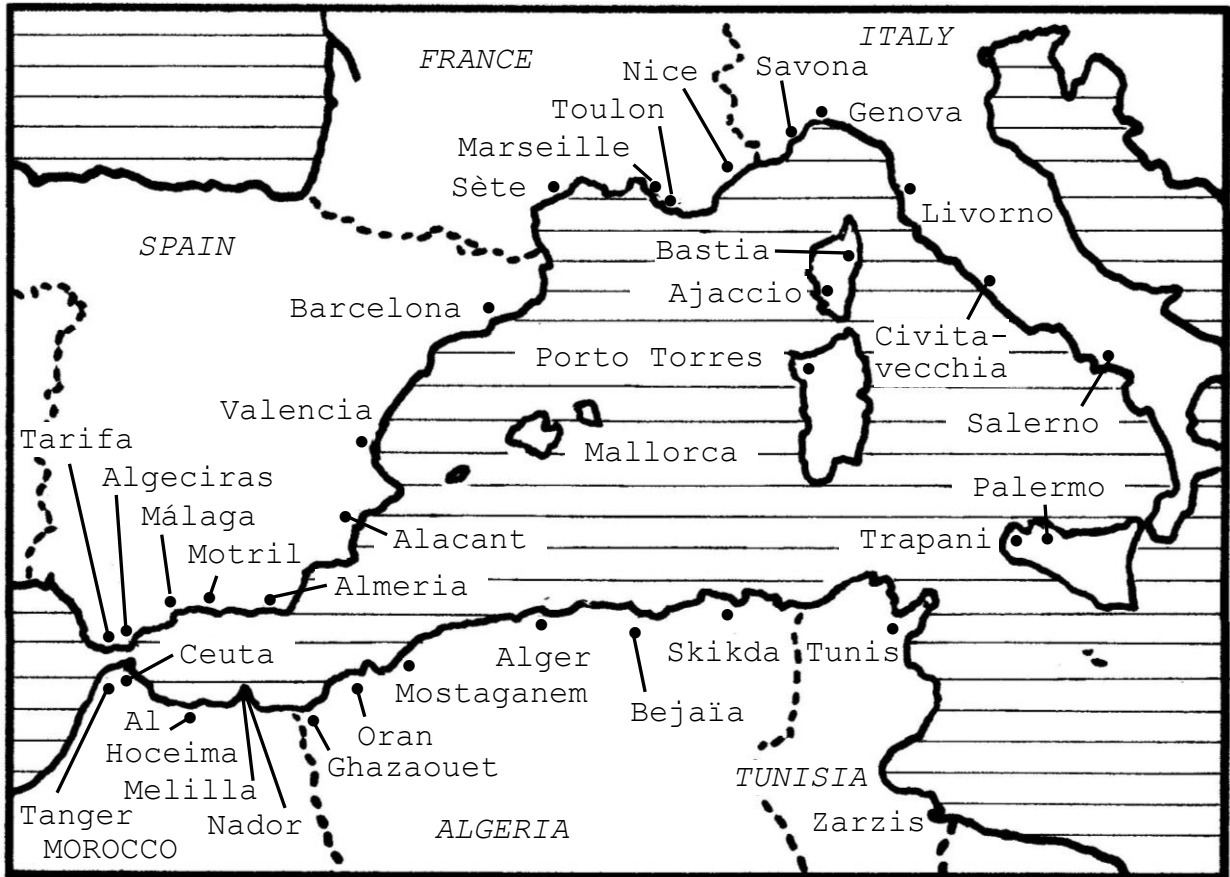 FRANCE
ITALY
Nice
Savona
Toulon
Genova
Marseille
Sète
Livorno
SPAIN
Bastia
Ajaccio
Barcelona
Civita-
vecchia
Porto Torres
Salerno
Valencia
Tarifa
Mallorca
Algeciras
Palermo
Málaga
Alacant
Trapani
Motril
Almeria
Ceuta
Alger
Skikda
Tunis
Mostaganem
Bejaïa
Al
Hoceima
Oran
Ghazaouet
Melilla
TUNISIA
Tanger
Nador
ALGERIA
Zarzis
MOROCCO